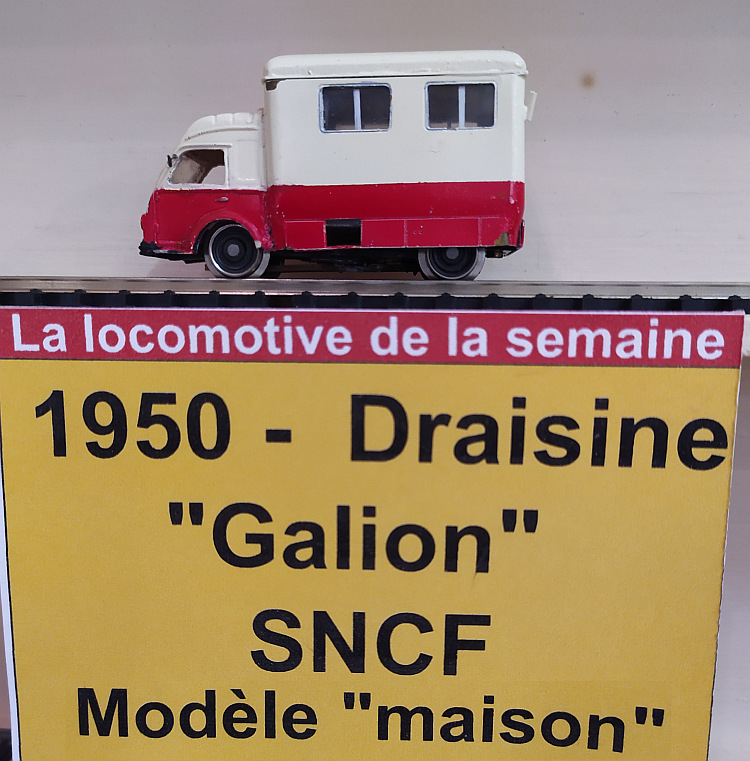 La locomotive de la semaine
1950 - Draisine
"Galion"
SNCF
Modèle "maison"